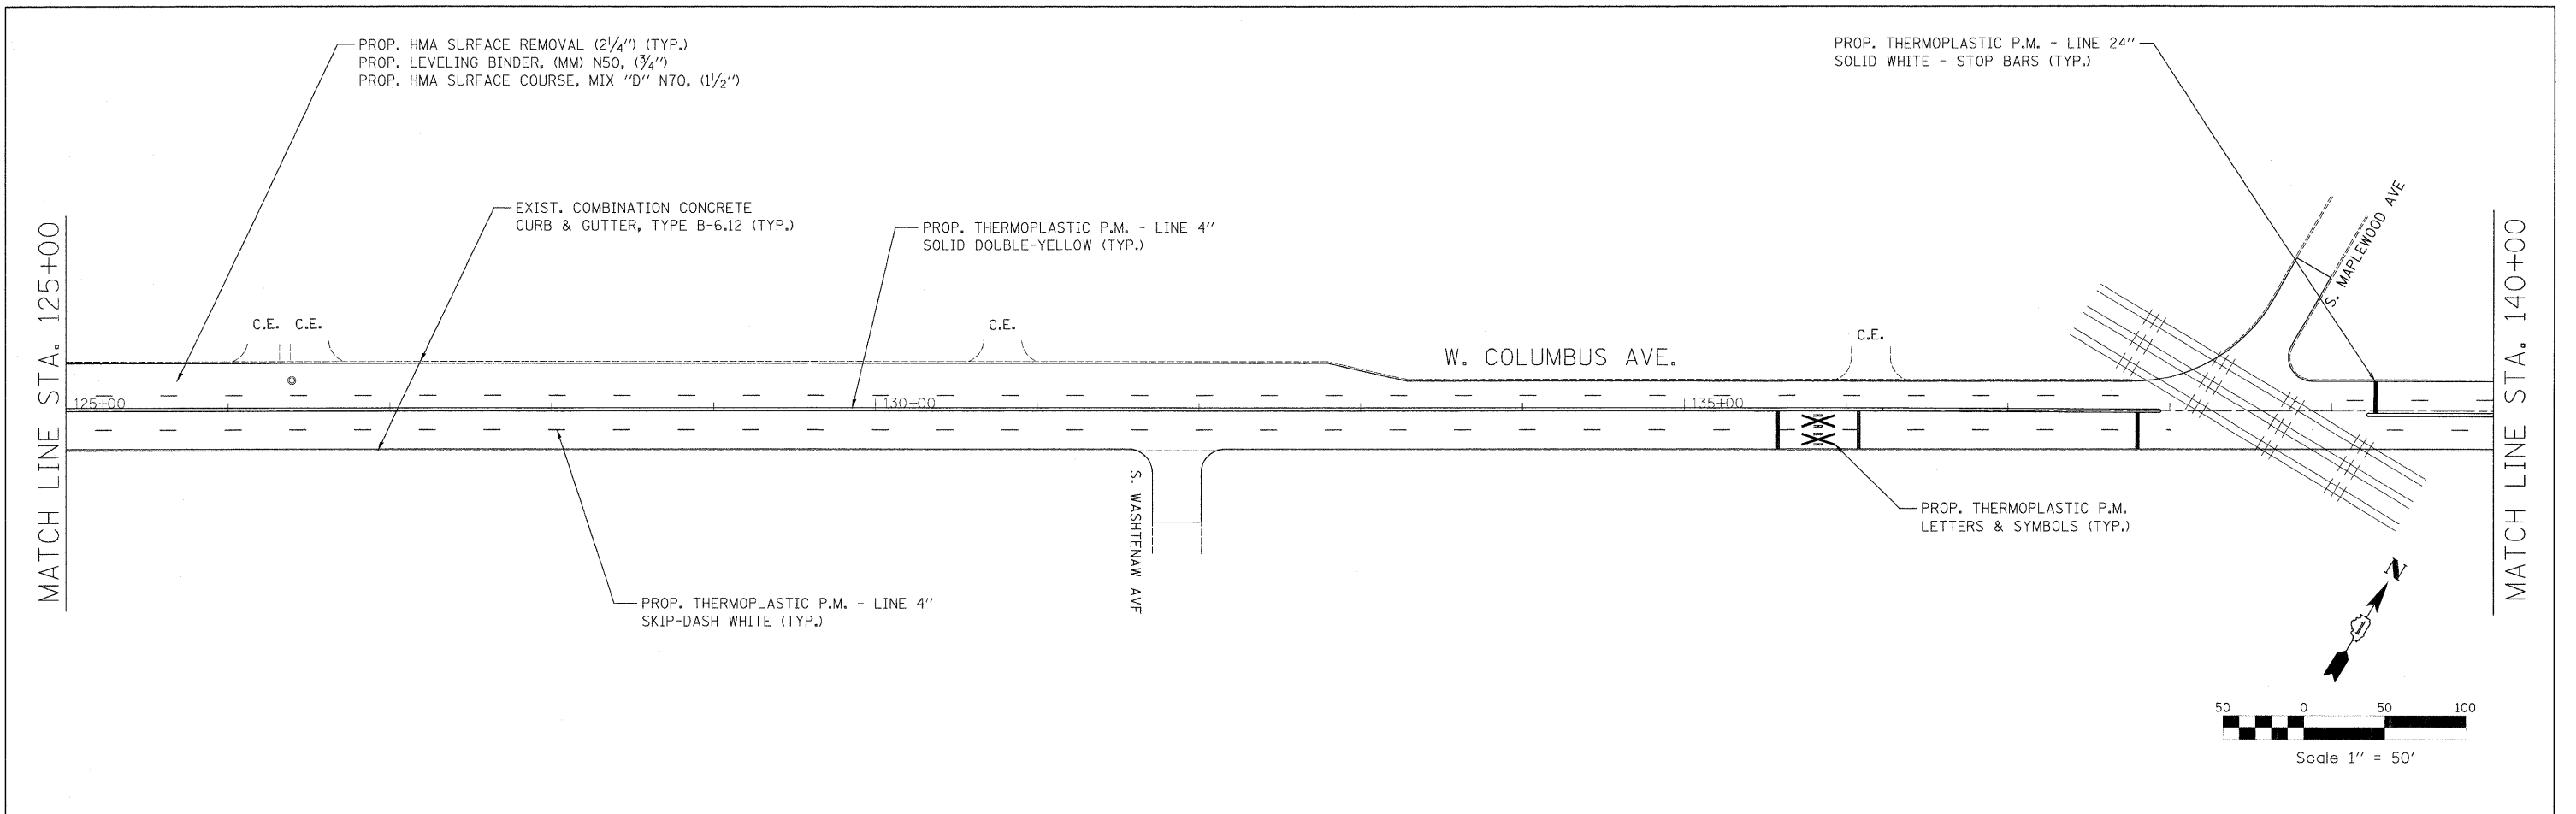 PROP. HMA SURFACE REMOVAL (2 1/4") (TYP.)
PROP. LEVELING BINDER, (MM) N50, (3/4")
PROP. HMA SURFACE COURSE, MIX "D" N70, (1 1/2")
PROP. THERMOPLASTIC P.M. - LINE 24"
SOLID WHITE - STOP BARS (TYP.)
EXIST. COMBINATION CONCRETE
CURB & GUTTER, TYPE B-6.12 (TYP.)
PROP. THERMOPLASTIC P.M. - LINE 4"
SOLID DOUBLE-YELLOW (TYP.)
MATCH LINE STA. 125+00
S. MAPLEWOOD AVE
MATCH LINE STA. 140+00
C.E. C.E.
C.E.
C.E.
W. COLUMBUS AVE.
125+00
130+00
135+00
S. WASHTENAW AVE
PROP. THERMOPLASTIC P.M.
LETTERS & SYMBOLS (TYP.)
PROP. THERMOPLASTIC P.M. - LINE 4"
SKIP-DASH WHITE (TYP.)
N
50 0 50 100
Scale 1" = 50'